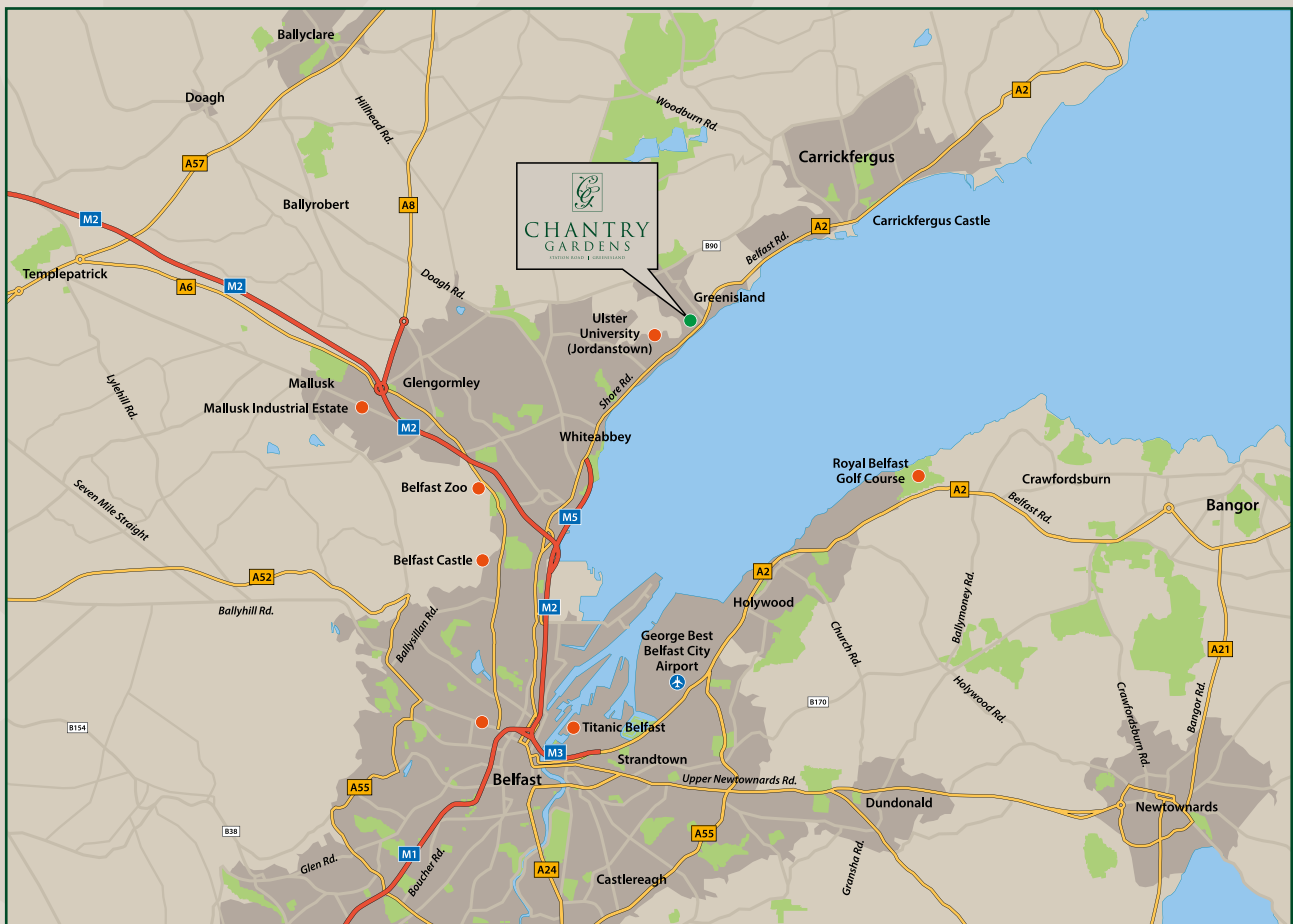 Ballyclare
Doagh
Hillhead Rd.
Woodburn Rd.
A2
A57
Carrickfergus
Ballyrobert
A8
M2
CG
CHANTRY
GARDENS
STATION ROAD | GREENISLAND
A2
Carrickfergus Castle
Belfast Rd.
B90
Templepatrick
A6
M2
Doagh Rd.
Greenisland
Ulster
University
(Jordanstown)
Lylehill Rd.
Mallusk
Glengormley
Mallusk Industrial Estate
M2
Shore Rd.
Whiteabbey
Royal Belfast
Golf Course
Crawfordsburn
A2
Belfast Rd.
Bangor
Belfast Zoo
Seven Mile Straight
M5
Belfast Castle
A52
Ballyhill Rd.
A2
Holywood
M2
Ballysillan Rd.
George Best
Belfast City
Airport
Church Rd.
Ballymoney Rd.
A21
Holywood Rd.
Crawfordsburn Rd.
Bangor Rd.
B170
B154
Titanic Belfast
M3
Strandtown
Belfast
Upper Newtownards Rd.
A55
Dundonald
Newtownards
B38
A55
Glen Rd.
M1
Boucher Rd.
A24
Castlereagh
Gransha Rd.